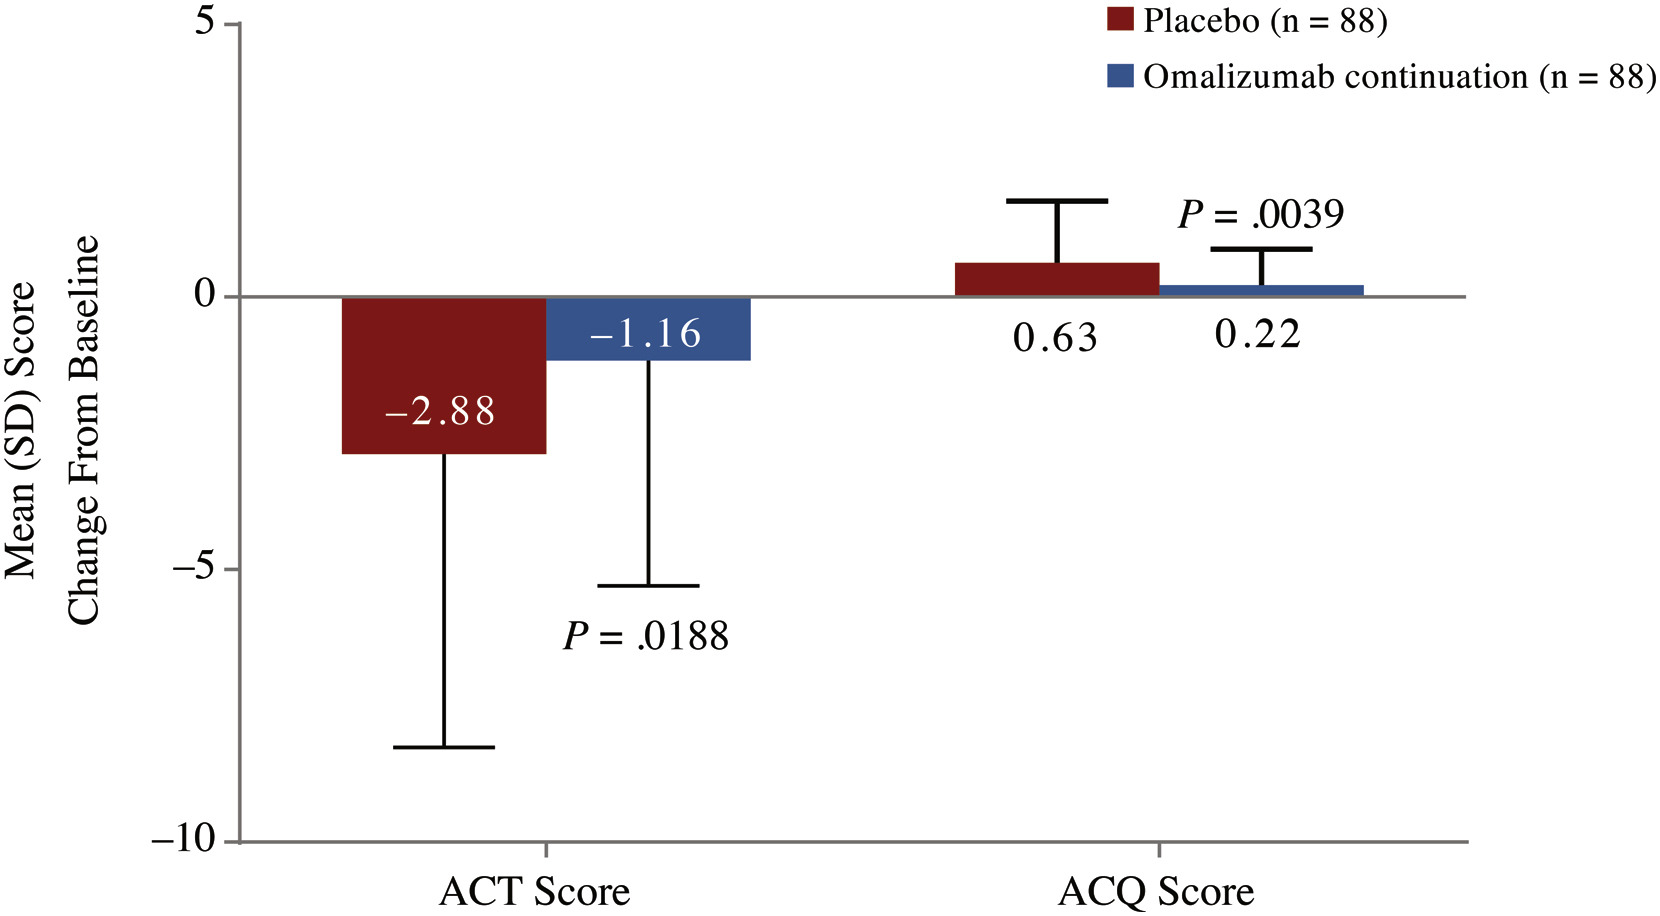 Placebo (n = 88)
Omalizumab continuation (n = 88)
Mean (SD) Score
Change From Baseline
5
0
−5
−10
P = .0039
−1.16
0.63
0.22
−2.88
P = .0188
ACT Score
ACQ Score